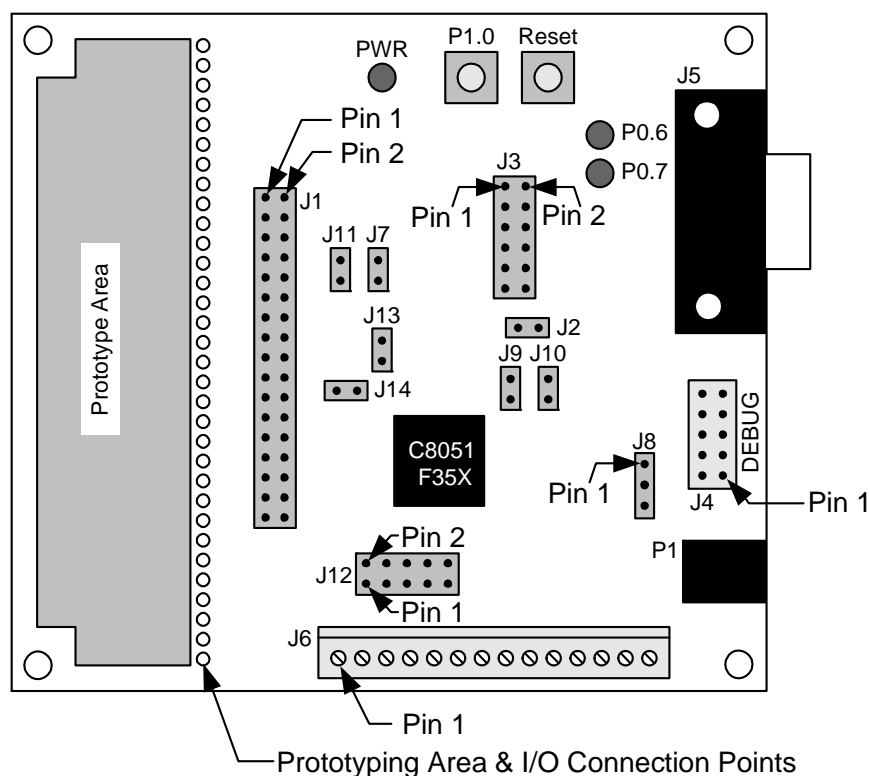 PWR
P1.0
Reset
J5
Pin 1
Pin 2
P0.6
P0.7
J3
Pin 1
Pin 2
J1
J11
J7
Prototype Area
J13
J2
J9
J10
J14
C8051
F35X
J8
Pin 1
DEBUG
J4
Pin 1
Pin 2
J12
Pin 1
P1
J6
Pin 1
Prototyping Area & I/O Connection Points